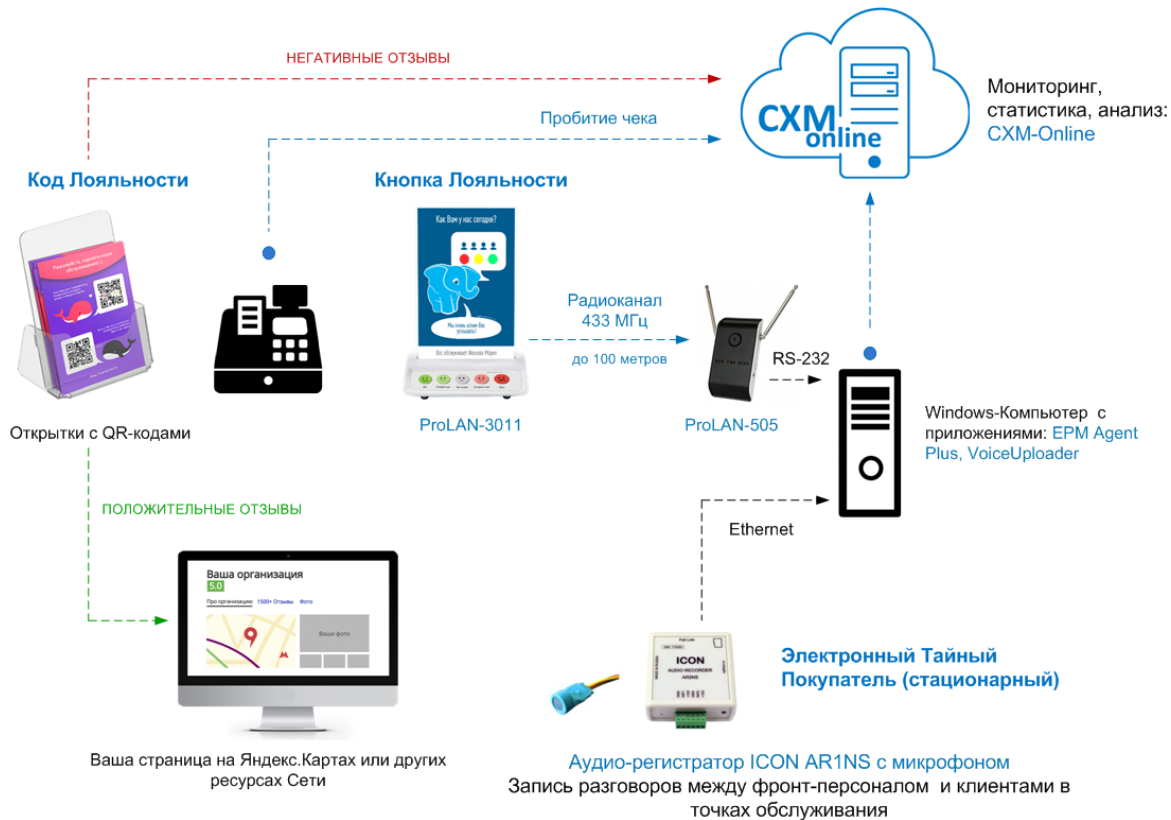 НЕГАТИВНЫЕ ОТЗЫВЫ
Пробитие чека
CXM
online
Мониторинг,
статистика, анализ:
CXM-Online
Код Лояльности
Кнопка Лояльности
Как Вам у нас сегодня?
Радиоканал
433 МГц
до 100 метров
RS-232
ProLAN-3011
ProLAN-505
Windows-Компьютер с
приложениями: EPM Agent
Plus, VoiceUploader
Открытки с QR-кодами
ПОЛОЖИТЕЛЬНЫЕ ОТЗЫВЫ
Ethernet
Ваша организация
5.0
Про организацию 1500+ Отзывы Фото
Ваши фото
ICON
AUDIO RECORDER
Электронный Тайный
Покупатель (стационарный)
Ваша страница на Яндекс.Картах или других
ресурсах Сети
Аудио-регистратор ICON AR1NS с микрофоном
Запись разговоров между фронт-персоналом и клиентами в
точках обслуживания